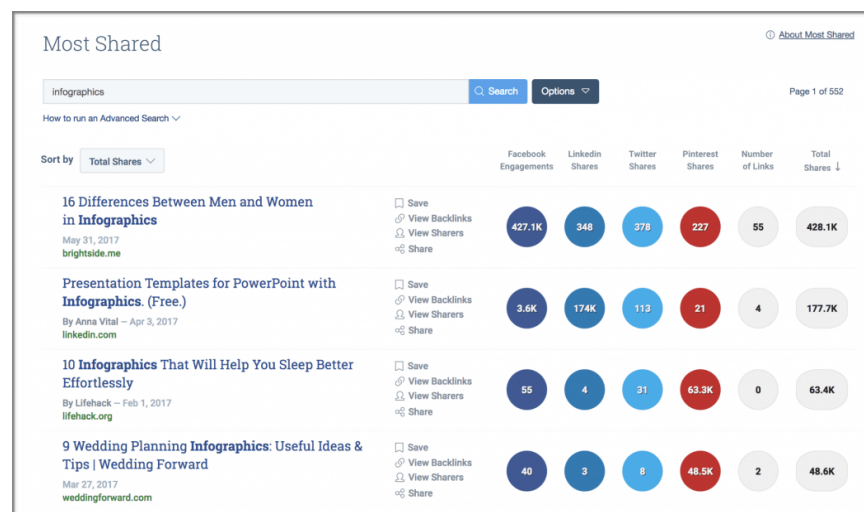 Most Shared
About Most Shared
infographics
Search
Options
Page 1 of 552
How to run an Advanced Search
Sort by
Total Shares
Facebook Engagements
Linkedin Shares
Twitter Shares
Pinterest Shares
Number of Links
Total Shares ↓
16 Differences Between Men and Women
in Infographics
May 31, 2017
brightside.me
Save
View Backlinks
View Sharers
Share
427.1K 348 378 227 55 428.1K
Presentation Templates for PowerPoint with
Infographics. (Free.)
By Anna Vital – Apr 3, 2017
linkedin.com
Save
View Backlinks
View Sharers
Share
3.6K 174K 113 21 4 177.7K
10 Infographics That Will Help You Sleep Better
Effortlessly
By Lifehack – Feb 1, 2017
lifehack.org
Save
View Backlinks
View Sharers
Share
55 4 31 63.3K 0 63.4K
9 Wedding Planning Infographics: Useful Ideas &
Tips | Wedding Forward
Mar 27, 2017
weddingforward.com
Save
View Backlinks
View Sharers
Share
40 3 8 48.5K 2 48.6K